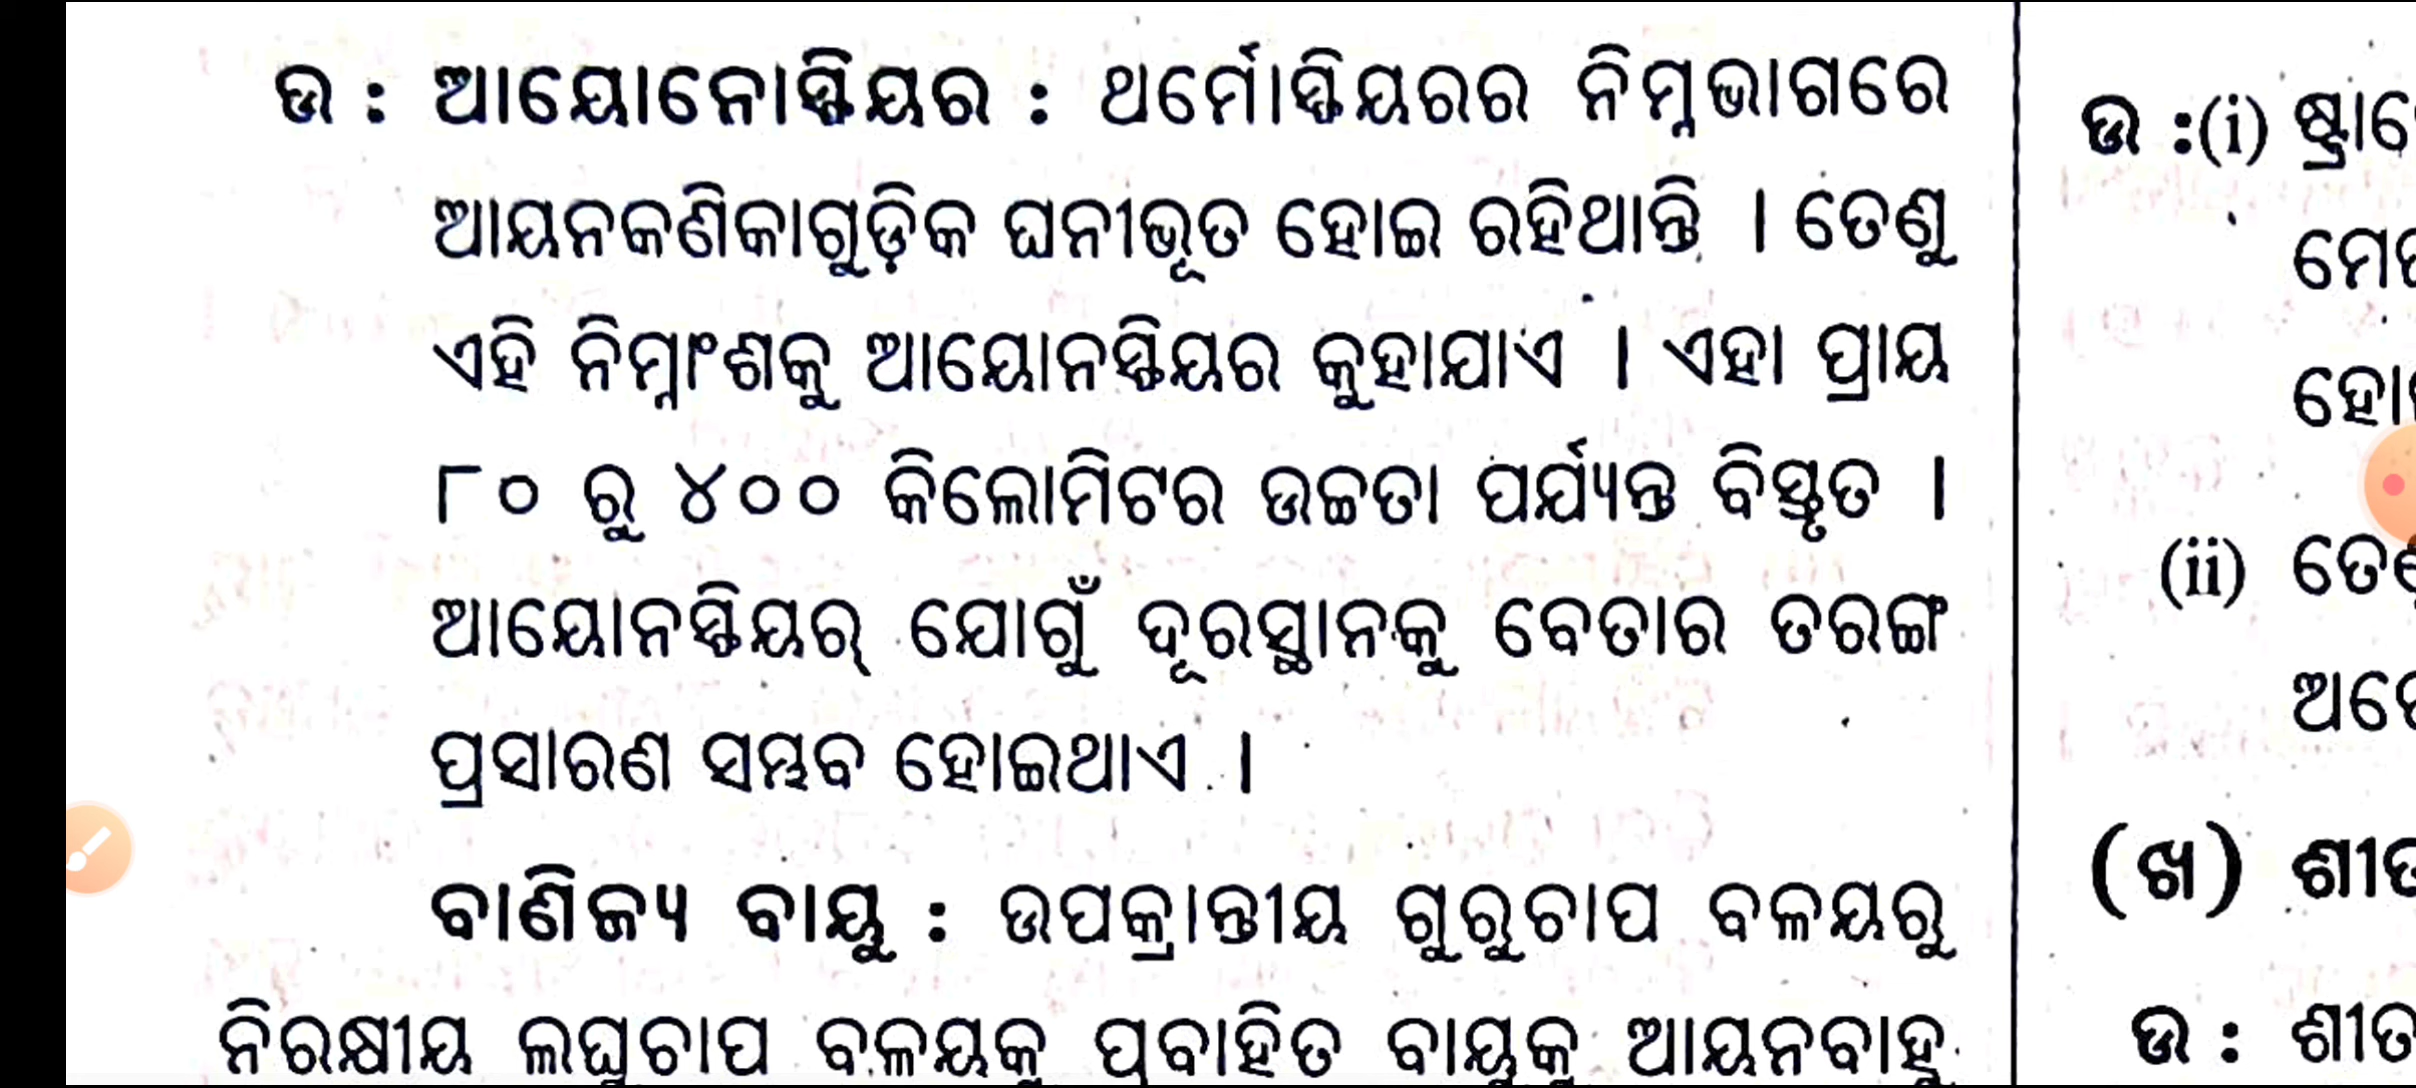 ଉ : ଆୟୋନୋସ୍ଫିୟର : ଥର୍ମୋସ୍ଫିୟରର ନିମ୍ନଭାଗରେ
ଆୟନକଣିକାଗୁଡ଼ିକ ଘନୀଭୂତ ହୋଇ ରହିଥାନ୍ତି । ତେଣୁ
ଏହି ନିମ୍ନାଂଶକୁ ଆୟୋନସ୍ଫିୟର କୁହାଯାଏ । ଏହା ପ୍ରାୟ
୮୦ ରୁ ୪୦୦ କିଲୋମିଟର ଉଚ୍ଚତା ପର୍ଯ୍ୟନ୍ତ ବିସ୍ତୃତ ।
ଆୟୋନସ୍ଫିୟର୍ ଯୋଗୁଁ ଦୂରସ୍ଥାନକୁ ବେତାର ତରଙ୍ଗ
ପ୍ରସାରଣ ସମ୍ଭବ ହୋଇଥାଏ ।
ବାଣିଜ୍ୟ ବାୟୁ : ଉପକ୍ରାନ୍ତୀୟ ଗୁରୁଚାପ ବଳୟରୁ
ନିରକ୍ଷୀୟ ଲଘୁଚାପ ବଳୟକୁ ପ୍ରବାହିତ ବାୟୁକୁ ଆୟନବାହୁ
ଉ :(i)
(ii)
(ଖ)
ଉ :